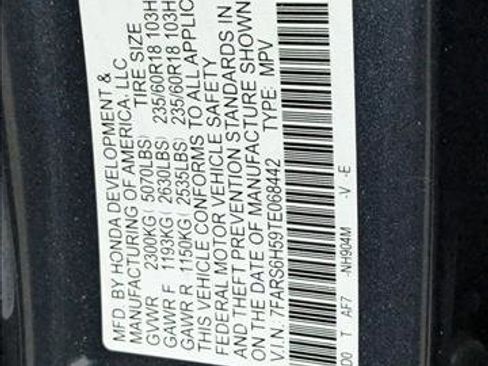 MFD. BY HONDA DEVELOPMENT &
MANUFACTURING OF AMERICA, LLC
TIRE SIZE
GVWR 2300KG( 5070LBS)
GAWR F 1193KG( 2630LBS) 235/60R18 103H
GAWR R 1150KG( 2535LBS) 235/60R18 103H
THIS VEHICLE CONFORMS TO ALL APPLICA
FEDERAL MOTOR VEHICLE SAFETY
AND THEFT PREVENTION STANDARDS IN
ON THE DATE OF MANUFACTURE SHOWN
V.I.N. 7FARS6H59TE068442 TYPE: MPV
D0 T AF7 -NH904M -V -E